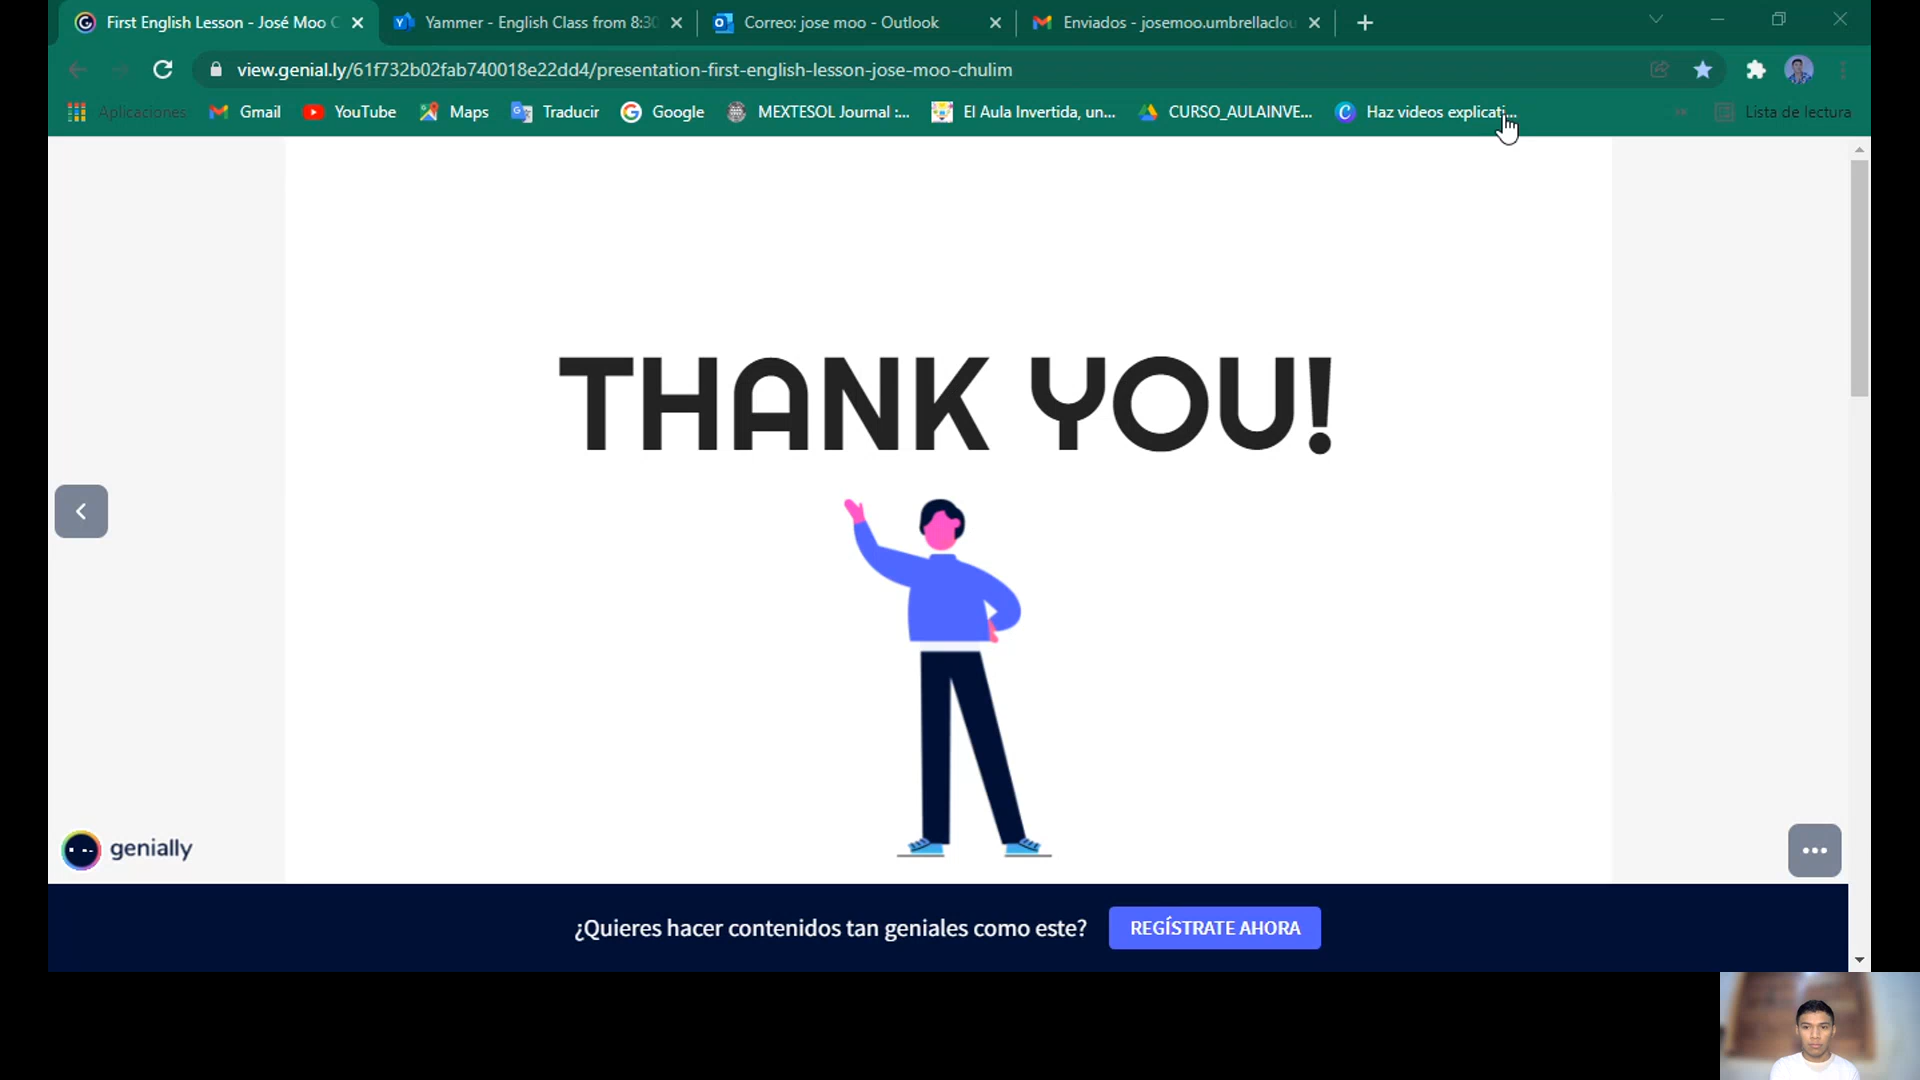 First English Lesson - José Moo C
Yammer - English Class from 8:30
Correo: jose moo - Outlook
Enviados - josemoo.umbrellaclou
view.genial.ly/61f732b02fab740018e22dd4/presentation-first-english-lesson-jose-moo-chulim
Aplicaciones
Gmail
YouTube
Maps
Traducir
Google
MEXTESOL Journal :...
El Aula Invertida, un...
CURSO_AULAINVE...
Haz videos explicati...
Lista de lectura
THANK YOU!
genially
¿Quieres hacer contenidos tan geniales como este?
REGÍSTRATE AHORA